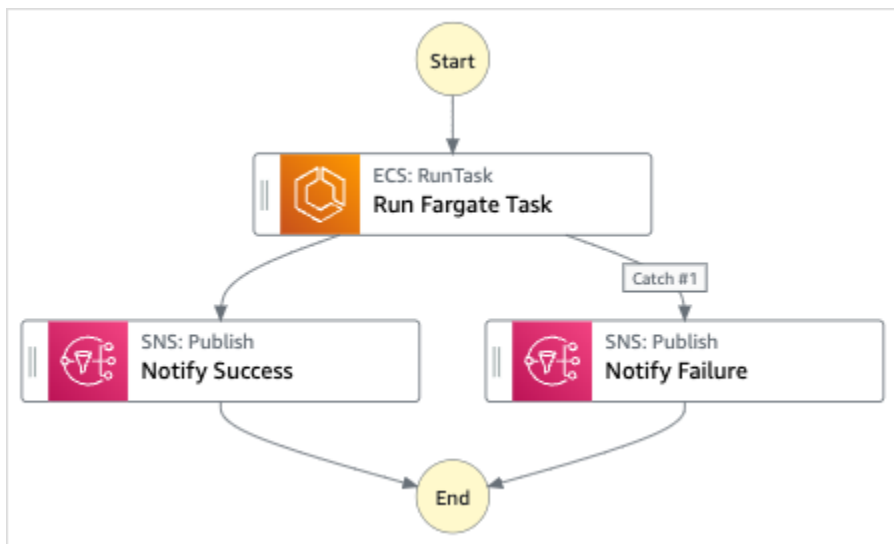 Start
ECS: RunTask
Run Fargate Task
Catch #1
SNS: Publish
Notify Success
SNS: Publish
Notify Failure
End